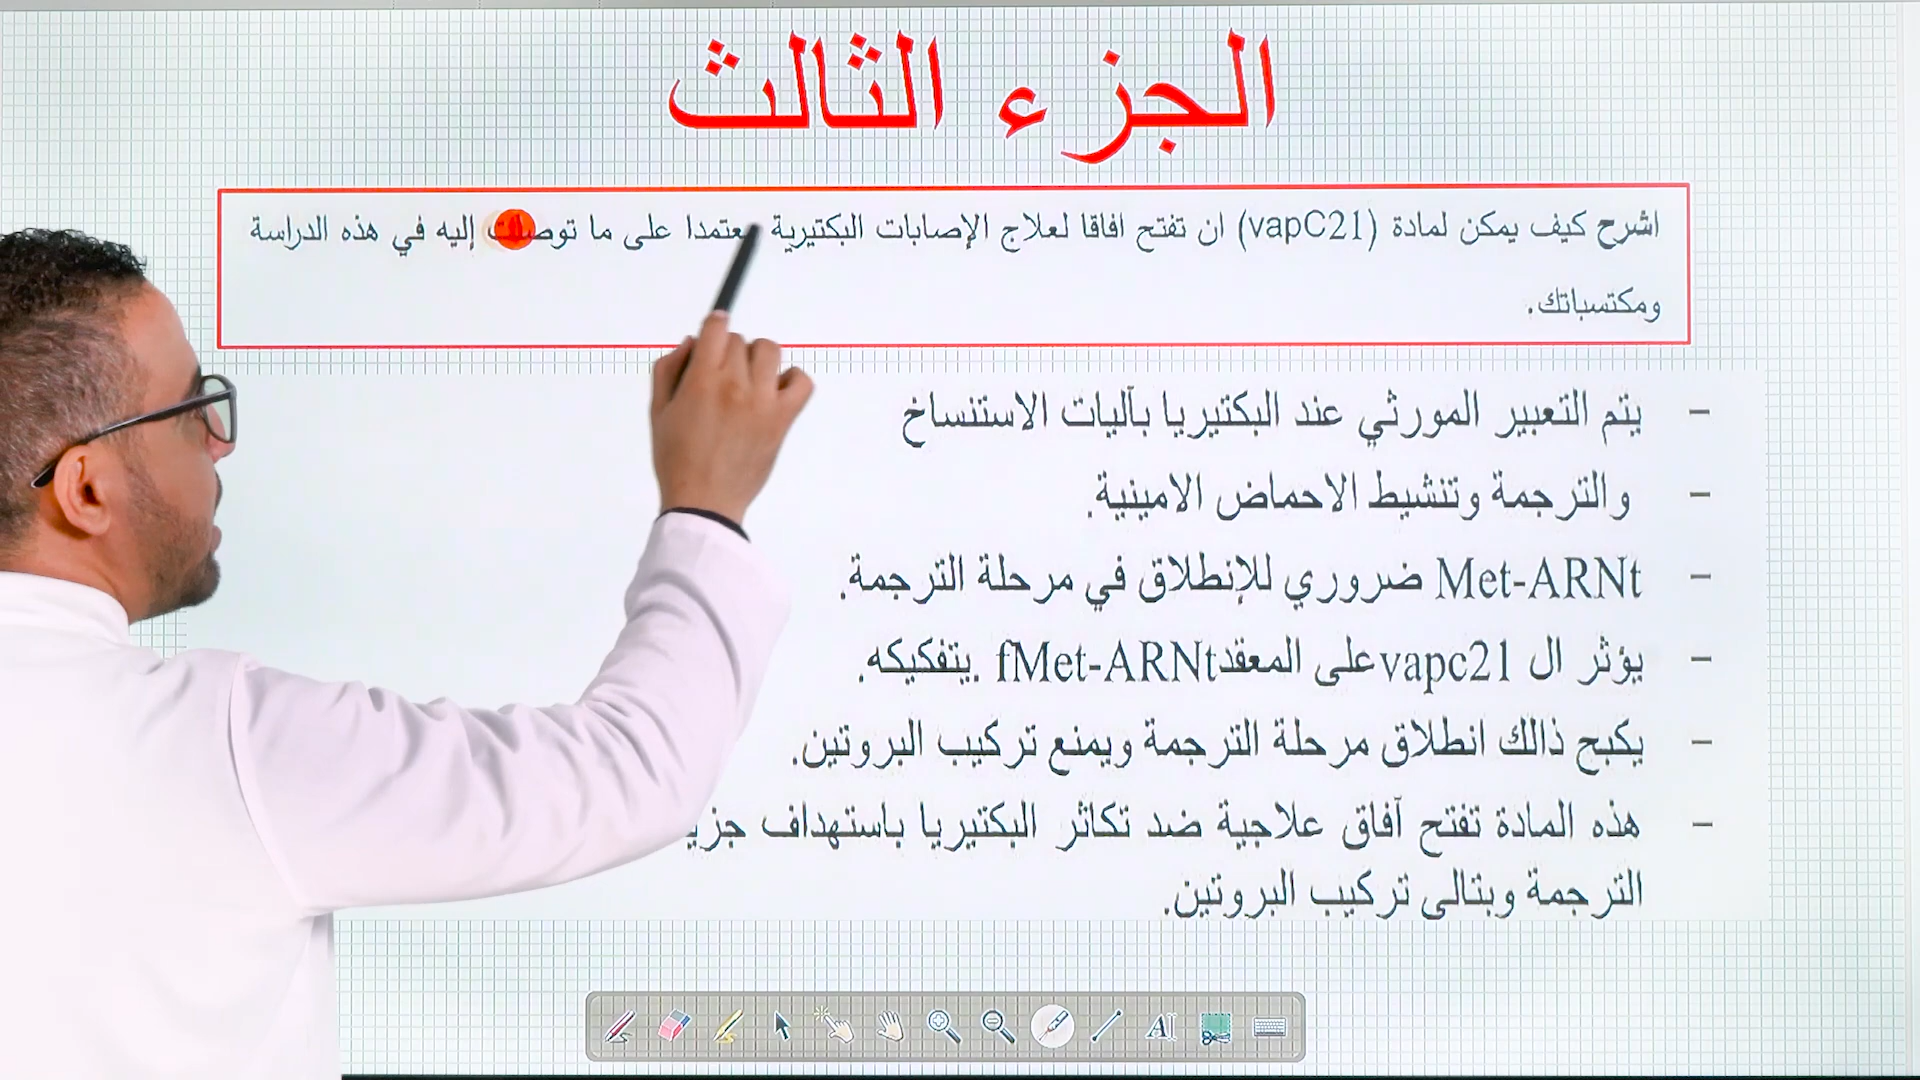 الجزء الثالث
اشرح كيف يمكن لمادة (vapC21) ان تفتح افاقا لعلاج الإصابات البكتيرية معتمدا على ما توصلت إليه في هذه الدراسة
ومكتسباتك.
- يتم التعبير المورثي عند البكتيريا بآليات الاستنساخ
- والترجمة وتنشيط الاحماض الامينية.
- Met-ARNt ضروري للإنطلاق في مرحلة الترجمة.
- يؤثر ال vapc21على المعقدfMet-ARNt .يتفكيكه.
- يكبح ذالك انطلاق مرحلة الترجمة ويمنع تركيب البروتين.
- هذه المادة تفتح آفاق علاجية ضد تكاثر البكتيريا باستهداف
الترجمة وبتالى تركيب البروتين.
AI